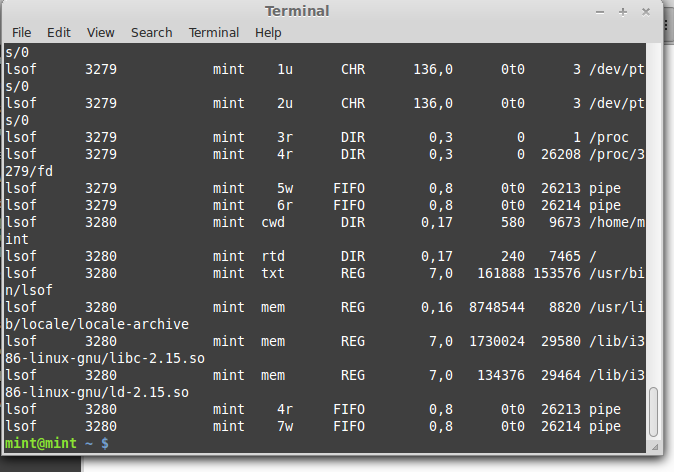 Terminal
File Edit View Search Terminal Help
s/0
lsof 3279 mint 1u CHR 136,0 0t0 3 /dev/pt
s/0
lsof 3279 mint 2u CHR 136,0 0t0 3 /dev/pt
s/0
lsof 3279 mint 3r DIR 0,3 0 1 /proc
lsof 3279 mint 4r DIR 0,3 0 26208 /proc/3
279/fd
lsof 3279 mint 5w FIFO 0,8 0t0 26213 pipe
lsof 3279 mint 6r FIFO 0,8 0t0 26214 pipe
lsof 3280 mint cwd DIR 0,17 580 9673 /home/m
int
lsof 3280 mint rtd DIR 0,17 240 7465 /
lsof 3280 mint txt REG 7,0 161888 153576 /usr/bi
n/lsof
lsof 3280 mint mem REG 0,16 8748544 8820 /usr/li
b/locale/locale-archive
lsof 3280 mint mem REG 7,0 1730024 29580 /lib/i3
86-linux-gnu/libc-2.15.so
lsof 3280 mint mem REG 7,0 134376 29464 /lib/i3
86-linux-gnu/ld-2.15.so
lsof 3280 mint 4r FIFO 0,8 0t0 26213 pipe
lsof 3280 mint 7w FIFO 0,8 0t0 26214 pipe
mint@mint ~ $